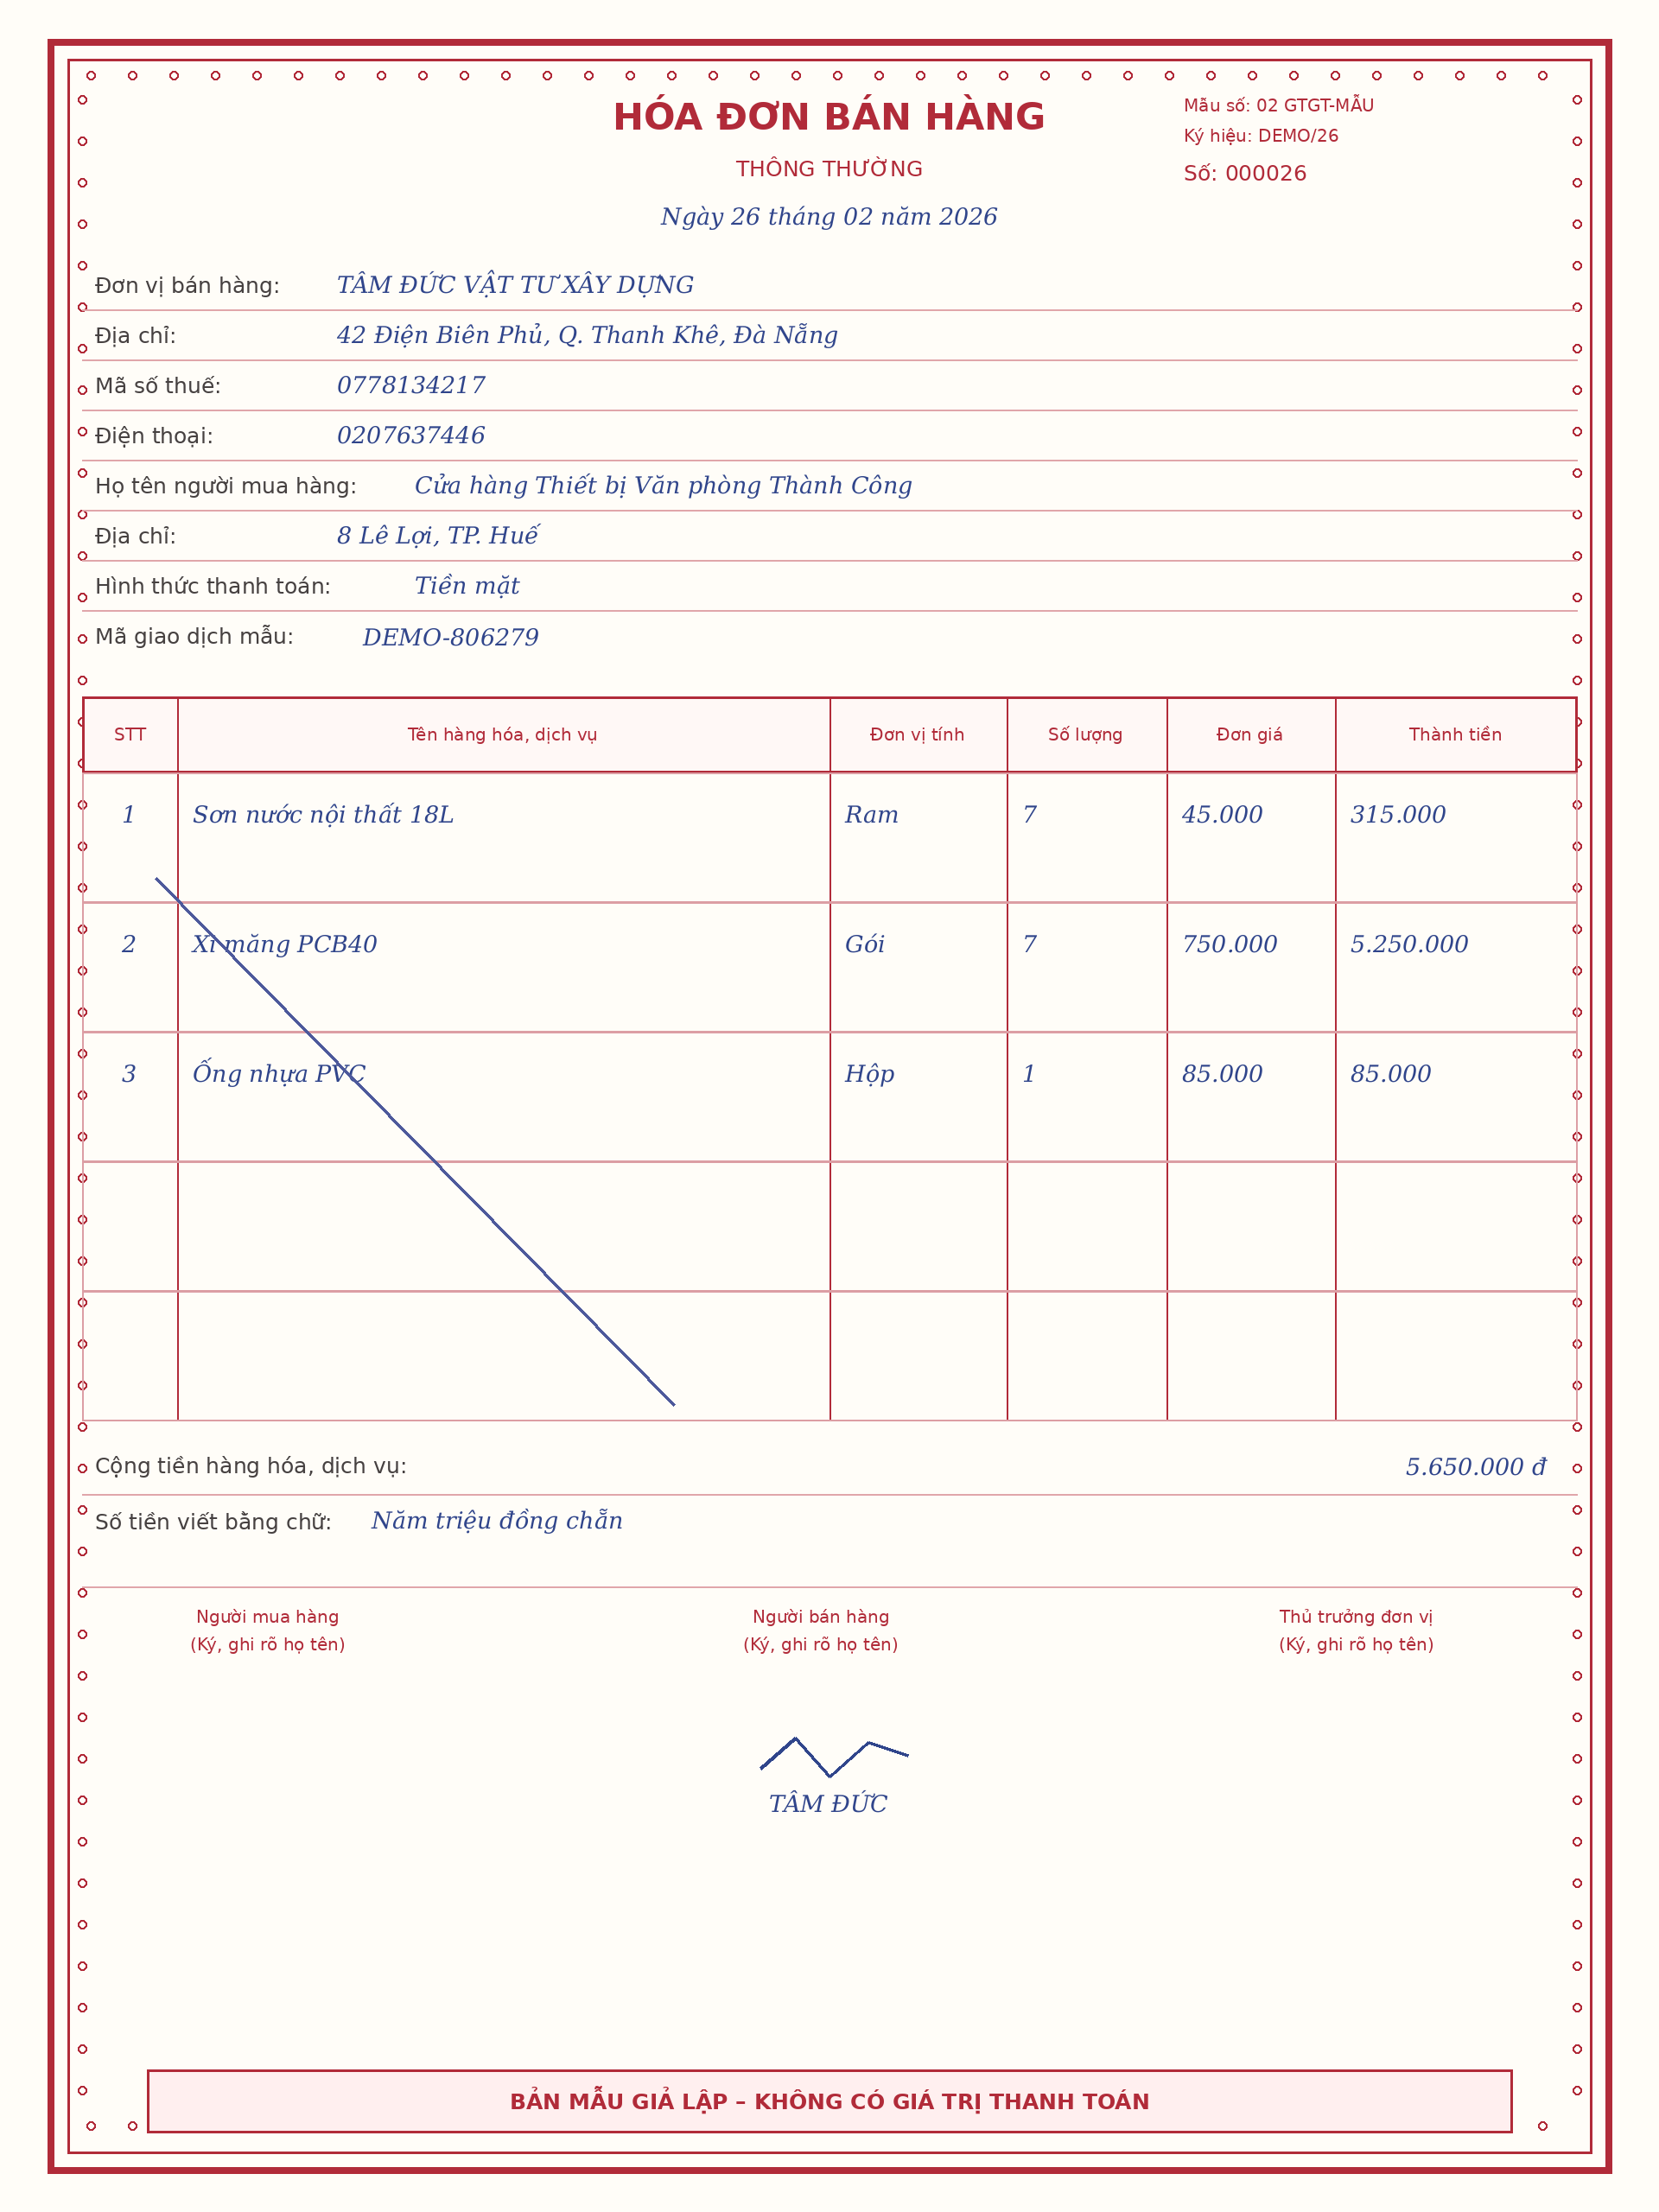 HÓA ĐƠN BÁN HÀNG
THÔNG THƯỜNG
Ngày 26 tháng 02 năm 2026
Mẫu số: 02 GTGT-MẪU
Ký hiệu: DEMO/26
Số: 000026
Đơn vị bán hàng: TÂM ĐỨC VẬT TƯ XÂY DỰNG
Địa chỉ: 42 Điện Biên Phủ, Q. Thanh Khê, Đà Nẵng
Mã số thuế: 0778134217
Điện thoại: 0207637446
Họ tên người mua hàng: Cửa hàng Thiết bị Văn phòng Thành Công
Địa chỉ: 8 Lê Lợi, TP. Huế
Hình thức thanh toán: Tiền mặt
Mã giao dịch mẫu: DEMO-806279
STT Tên hàng hóa, dịch vụ Đơn vị tính Số lượng Đơn giá Thành tiền
1 Sơn nước nội thất 18L Ram 7 45.000 315.000
2 Xi măng PCB40 Gói 7 750.000 5.250.000
3 Ống nhựa PVC Hộp 1 85.000 85.000
Cộng tiền hàng hóa, dịch vụ: 5.650.000 đ
Số tiền viết bằng chữ: Năm triệu đồng chẵn
Người mua hàng Người bán hàng Thủ trưởng đơn vị
(Ký, ghi rõ họ tên) (Ký, ghi rõ họ tên) (Ký, ghi rõ họ tên)
TÂM ĐỨC
BẢN MẪU GIẢ LẬP – KHÔNG CÓ GIÁ TRỊ THANH TOÁN